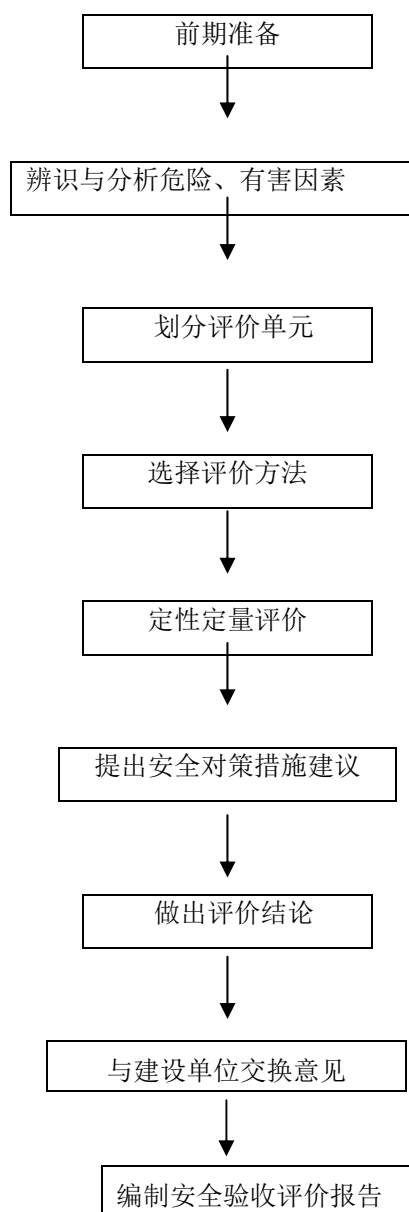 前期准备
辨识与分析危险、有害因素
划分评价单元
选择评价方法
定性定量评价
提出安全对策措施建议
做出评价结论
与建设单位交换意见
编制安全验收评价报告